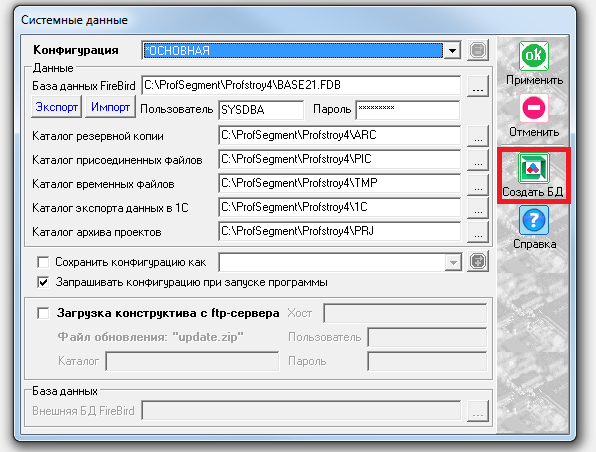 Системные данные
Конфигурация *ОСНОВНАЯ
Данные
База данных FireBird C:\ProfSegment\Profstroy4\BASE21.FDB ...
Экспорт Импорт Пользователь SYSDBA Пароль *********
Каталог резервной копии C:\ProfSegment\Profstroy4\ARC ...
Каталог присоединенных файлов C:\ProfSegment\Profstroy4\PIC ...
Каталог временных файлов C:\ProfSegment\Profstroy4\TMP ...
Каталог экспорта данных в 1С C:\ProfSegment\Profstroy4\1C ...
Каталог архива проектов C:\ProfSegment\Profstroy4\PRJ ...
Сохранить конфигурацию как
Запрашивать конфигурацию при запуске программы
Загрузка конструктива с ftp-сервера Хост
Файл обновления: "update.zip" Пользователь
Каталог Пароль
База данных
Внешняя БД FireBird ...
ok
Применить
Отменить
Создать БД
?
Справка